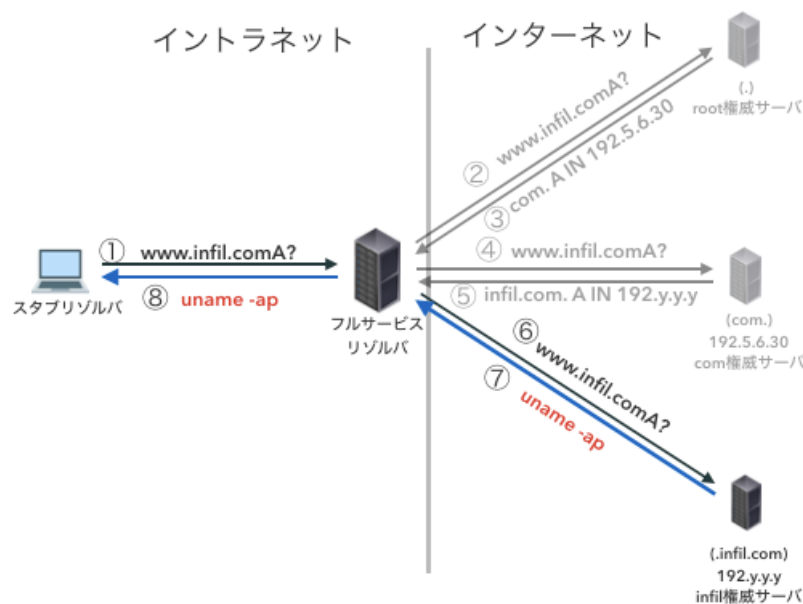 イントラネット
インターネット
(.)
root権威サーバ
② www.infil.comA?
③ com. A IN 192.5.6.30
① www.infil.comA?
④ www.infil.comA?
⑧ uname -ap
⑤ infil.com. A IN 192.y.y.y
スタブリゾルバ
フルサービス
リゾルバ
(com.)
192.5.6.30
com権威サーバ
⑥ www.infil.comA?
⑦ uname -ap
(.infil.com)
192.y.y.y
infil権威サーバ